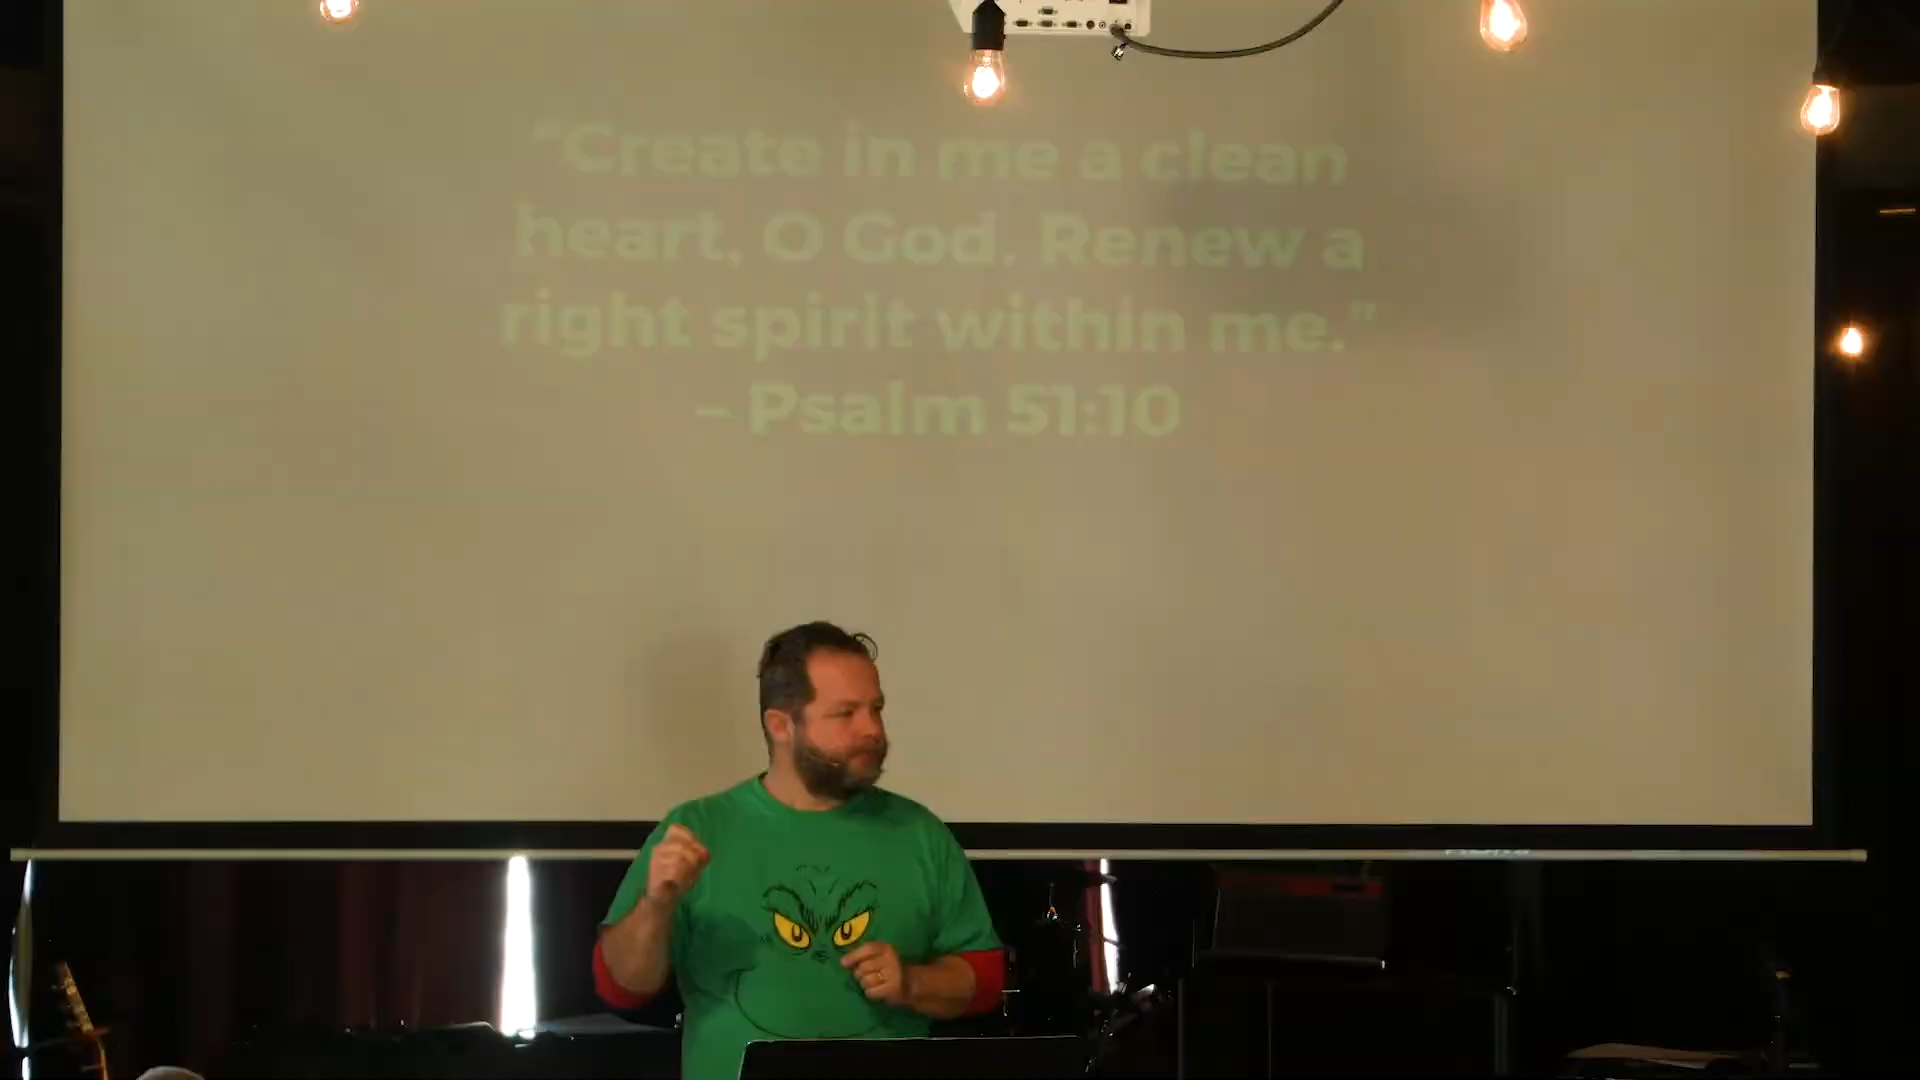 “Create in me a clean
heart, O God. Renew a
right spirit within me.”
– Psalm 51:10